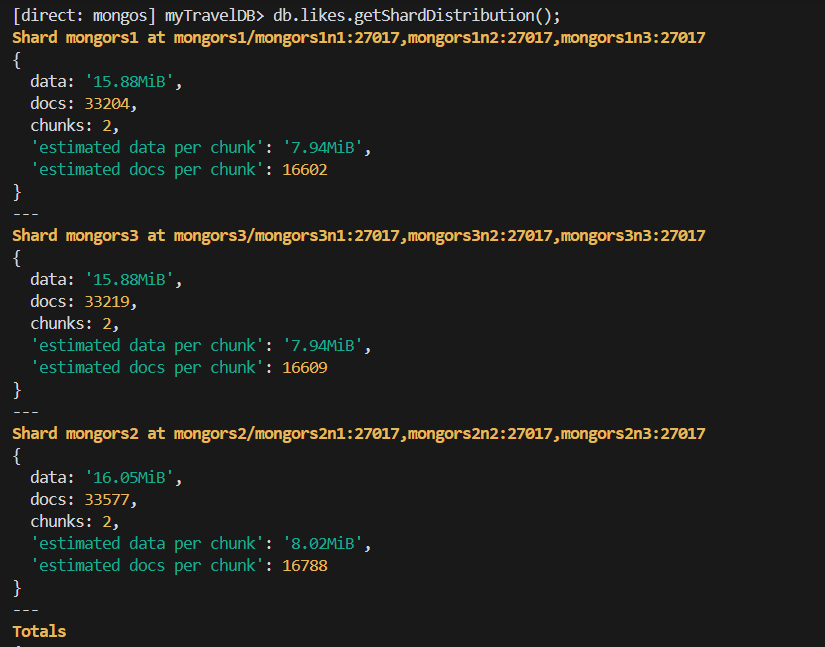 [direct: mongos] myTravelDB> db.likes.getShardDistribution();
Shard mongors1 at mongors1/mongors1n1:27017,mongors1n2:27017,mongors1n3:27017
{
  data: '15.88MiB',
  docs: 33204,
  chunks: 2,
  'estimated data per chunk': '7.94MiB',
  'estimated docs per chunk': 16602
}
---
Shard mongors3 at mongors3/mongors3n1:27017,mongors3n2:27017,mongors3n3:27017
{
  data: '15.88MiB',
  docs: 33219,
  chunks: 2,
  'estimated data per chunk': '7.94MiB',
  'estimated docs per chunk': 16609
}
---
Shard mongors2 at mongors2/mongors2n1:27017,mongors2n2:27017,mongors2n3:27017
{
  data: '16.05MiB',
  docs: 33577,
  chunks: 2,
  'estimated data per chunk': '8.02MiB',
  'estimated docs per chunk': 16788
}
---
Totals